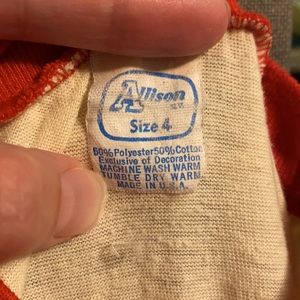 Allison
Size 4
50% Polyester 50% Cotton
Exclusive of Decoration
MACHINE WASH WARM
TUMBLE DRY WARM
MADE IN U.S.A.